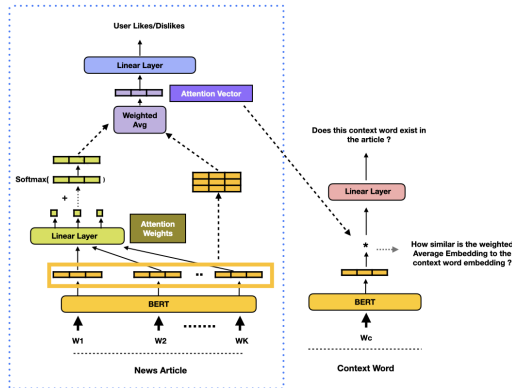 User Likes/Dislikes
Linear Layer
Attention Vector
Weighted
Avg
Does this context word exist in
the article ?
Softmax( )
+
Linear Layer
Attention
Weights
Linear Layer
*
How similar is the weighted
Average Embedding to the
context word embedding ?
..
BERT
BERT
W1
W2
.......
WK
Wc
News Article
Context Word